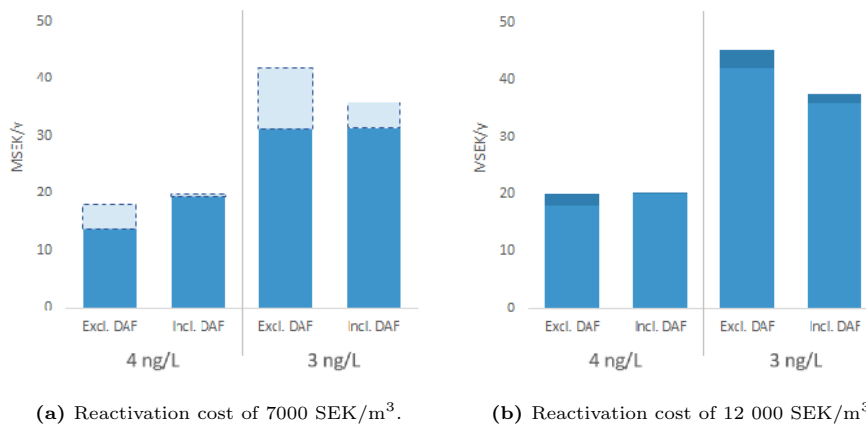 50
40
30
20
10
0
MSEK/y
Excl. DAF Incl. DAF Excl. DAF Incl. DAF
4 ng/L 3 ng/L
(a) Reactivation cost of 7000 SEK/m³.
50
40
30
20
10
0
MSEK/y
Excl. DAF Incl. DAF Excl. DAF Incl. DAF
4 ng/L 3 ng/L
(b) Reactivation cost of 12 000 SEK/m³